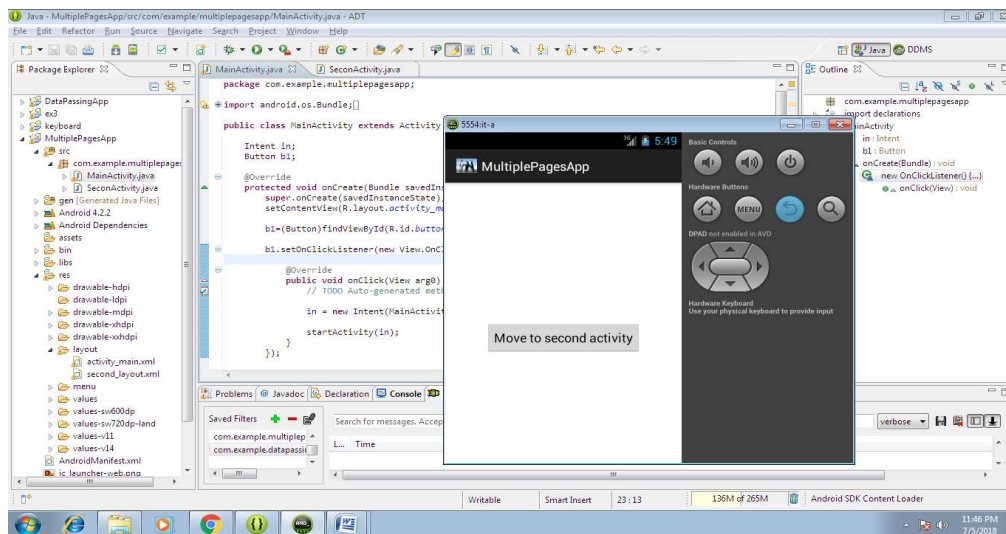 Java - MultiplePagesApp/src/com/example/multiplepagesapp/MainActivity.java - ADT
File Edit Refactor Run Source Navigate Search Project Window Help
Java DDMS
Package Explorer
DataPassingApp
ex3
keyboard
MultiplePagesApp
src
com.example.multiplepage
MainActivity.java
SeconActivity.java
gen [Generated Java Files]
Android 4.2.2
Android Dependencies
assets
bin
libs
res
drawable-hdpi
drawable-ldpi
drawable-mdpi
drawable-xhdpi
drawable-xxhdpi
layout
activity_main.xml
second_layout.xml
menu
values
values-sw600dp
values-sw720dp-land
values-v11
values-v14
AndroidManifest.xml
ic_launcher-web.png
MainActivity.java SeconActivity.java
package com.example.multiplepagesapp;
import android.os.Bundle;
public class MainActivity extends Activity
Intent in;
Button b1;
@Override
protected void onCreate(Bundle savedIns
super.onCreate(savedInstanceState)
setContentView(R.layout.activity_ma
b1=(Button)findViewById(R.id.button
b1.setOnClickListener(new View.OnCl
@Override
public void onClick(View arg0)
// TODO Auto-generated meth
in = new Intent(MainActivit
startActivity(in);
}
});
5554:it-a
3G 5:49
MultiplePagesApp
Move to second activity
Basic Controls
Hardware Buttons
MENU
DPAD not enabled in AVD
Hardware Keyboard
Use your physical keyboard to provide input
Outline
com.example.multiplepagesapp
import declarations
inActivity
in : Intent
b1 : Button
onCreate(Bundle) : void
new OnClickListener() {...}
onClick(View) : void
Problems Javadoc Declaration Console
Saved Filters
com.example.multiplep
com.example.datapassi
Search for messages. Accep
L... Time
verbose
Writable Smart Insert 23 : 13 136M of 265M Android SDK Content Loader
11:46 PM
7/5/2018